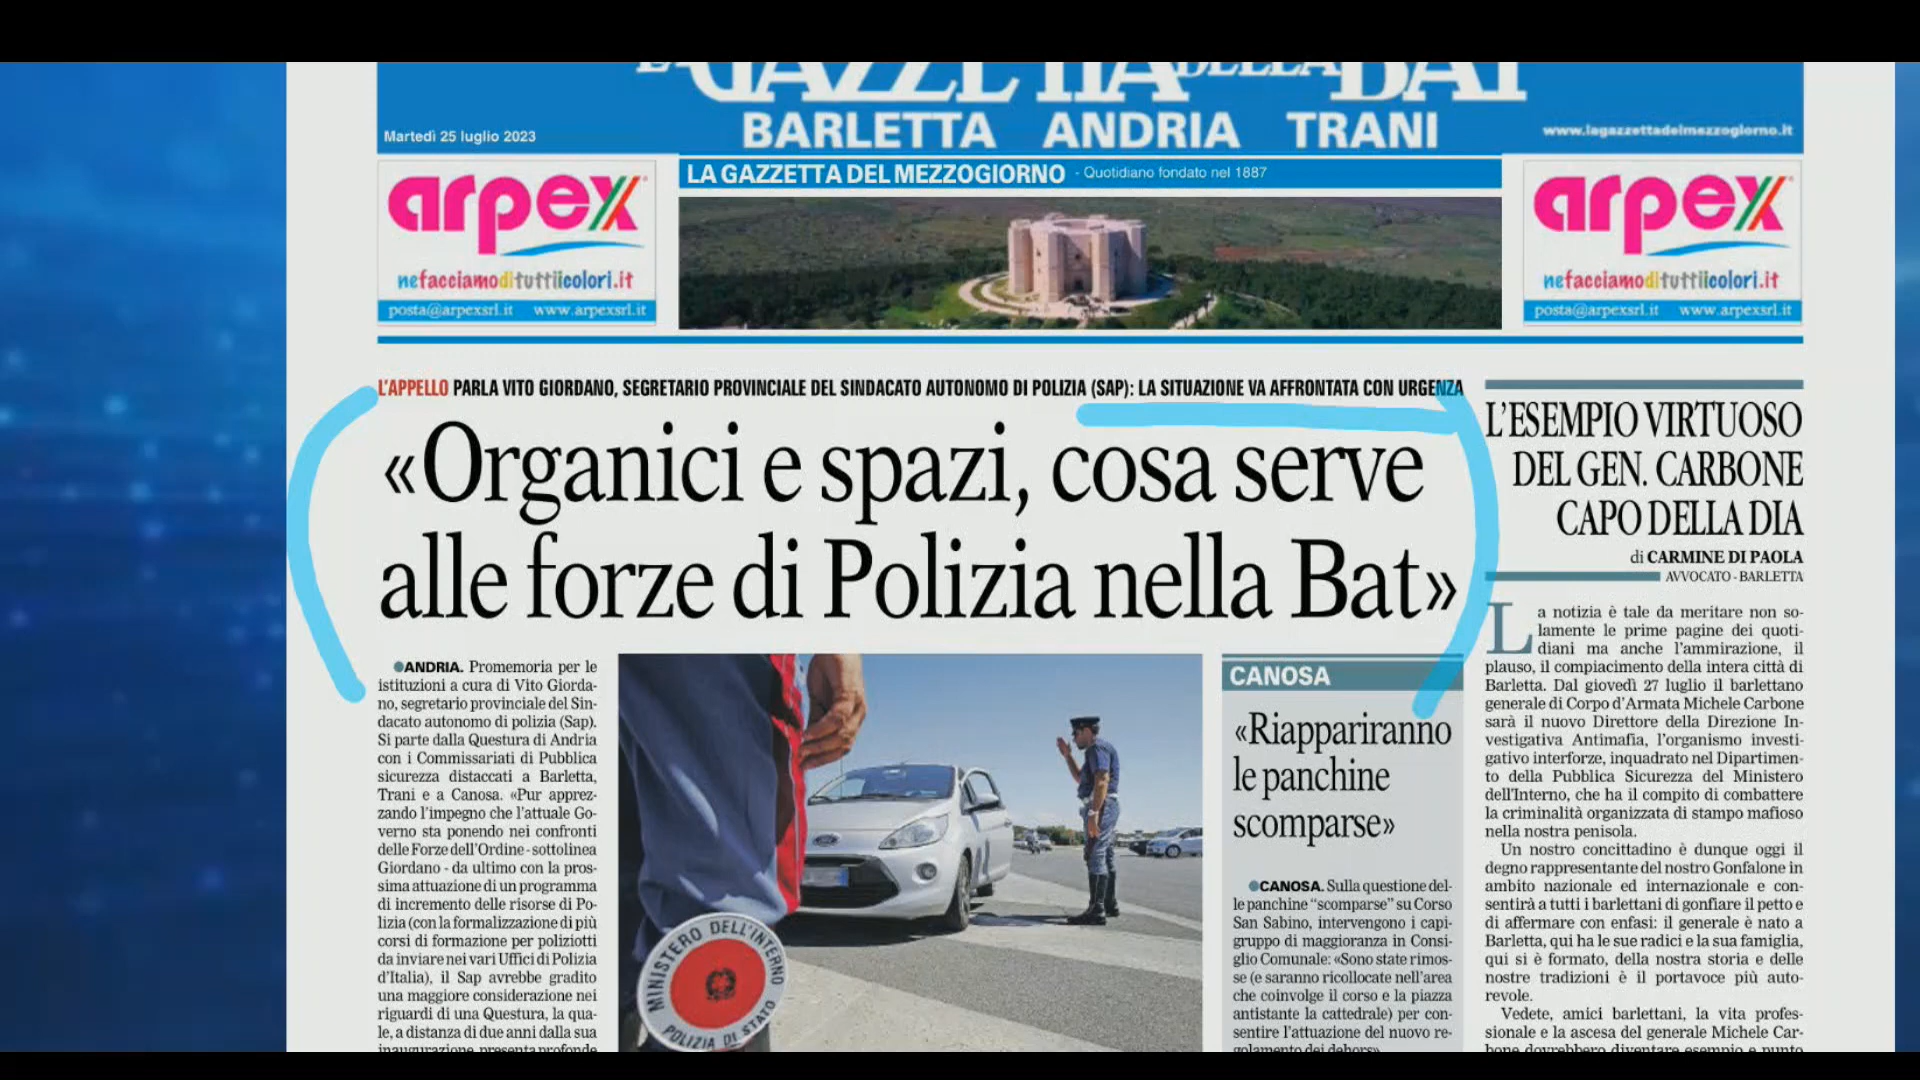 LA GAZZETTA DELLA BAT
BARLETTA ANDRIA TRANI
Martedì 25 luglio 2023
www.lagazzettadelmezzogiorno.it
LA GAZZETTA DEL MEZZOGIORNO - Quotidiano fondato nel 1887
arpex
nefacciamodituttiicolori.it
posta@arpexsrl.it www.arpexsrl.it
arpex
nefacciamodituttiicolori.it
posta@arpexsrl.it www.arpexsrl.it
L'APPELLO PARLA VITO GIORDANO, SEGRETARIO PROVINCIALE DEL SINDACATO AUTONOMO DI POLIZIA (SAP): LA SITUAZIONE VA AFFRONTATA CON URGENZA
«Organici e spazi, cosa serve
alle forze di Polizia nella Bat»
●ANDRIA. Promemoria per le
istituzioni a cura di Vito Giorda-
no, segretario provinciale del Sin-
dacato autonomo di polizia (Sap).
Si parte dalla Questura di Andria
con i Commissariati di Pubblica
sicurezza distaccati a Barletta,
Trani e a Canosa. «Pur apprez-
zando l'impegno che l'attuale Go-
verno sta ponendo nei confronti
delle Forze dell'Ordine - sottolinea
Giordano - da ultimo con la pros-
sima attuazione di un programma
di incremento delle risorse di Po-
lizia (con la formalizzazione di più
corsi di formazione per poliziotti
da inviare nei vari Uffici di Polizia
d'Italia), il Sap avrebbe gradito
una maggiore considerazione nei
riguardi di una Questura, la qua-
le, a distanza di due anni dalla sua
inaugurazione, presenta profonde
MINISTERO DELL'INTERNO
POLIZIA DI STATO
CANOSA
«Riappariranno
le panchine
scomparse»
●CANOSA. Sulla questione del-
le panchine "scomparse" su Corso
San Sabino, intervengono i capi-
gruppo di maggioranza in Consi-
glio Comunale: «Sono state rimos-
se (e saranno ricollocate nell'area
che coinvolge il corso e la piazza
antistante la cattedrale) per con-
sentire l'attuazione del nuovo re-
golamento dei dehors».
L'ESEMPIO VIRTUOSO
DEL GEN. CARBONE
CAPO DELLA DIA
di CARMINE DI PAOLA
AVVOCATO - BARLETTA
La notizia è tale da meritare non so-
lamente le prime pagine dei quoti-
diani ma anche l'ammirazione, il
plauso, il compiacimento della intera città di
Barletta. Dal giovedì 27 luglio il barlettano
generale di Corpo d'Armata Michele Carbone
sarà il nuovo Direttore della Direzione In-
vestigativa Antimafia, l'organismo investi-
gativo interforze, inquadrato nel Dipartimen-
to della Pubblica Sicurezza del Ministero
dell'Interno, che ha il compito di combattere
la criminalità organizzata di stampo mafioso
nella nostra penisola.
Un nostro concittadino è dunque oggi il
degno rappresentante del nostro Gonfalone in
ambito nazionale ed internazionale e con-
sentirà a tutti i barlettani di gonfiare il petto e
di affermare con enfasi: il generale è nato a
Barletta, qui ha le sue radici e la sua famiglia,
qui si è formato, della nostra storia e delle
nostre tradizioni è il portavoce più auto-
revole.
Vedete, amici barlettani, la vita profes-
sionale e la ascesa del generale Michele Car-
bone dovrebbero diventare esempio e punto